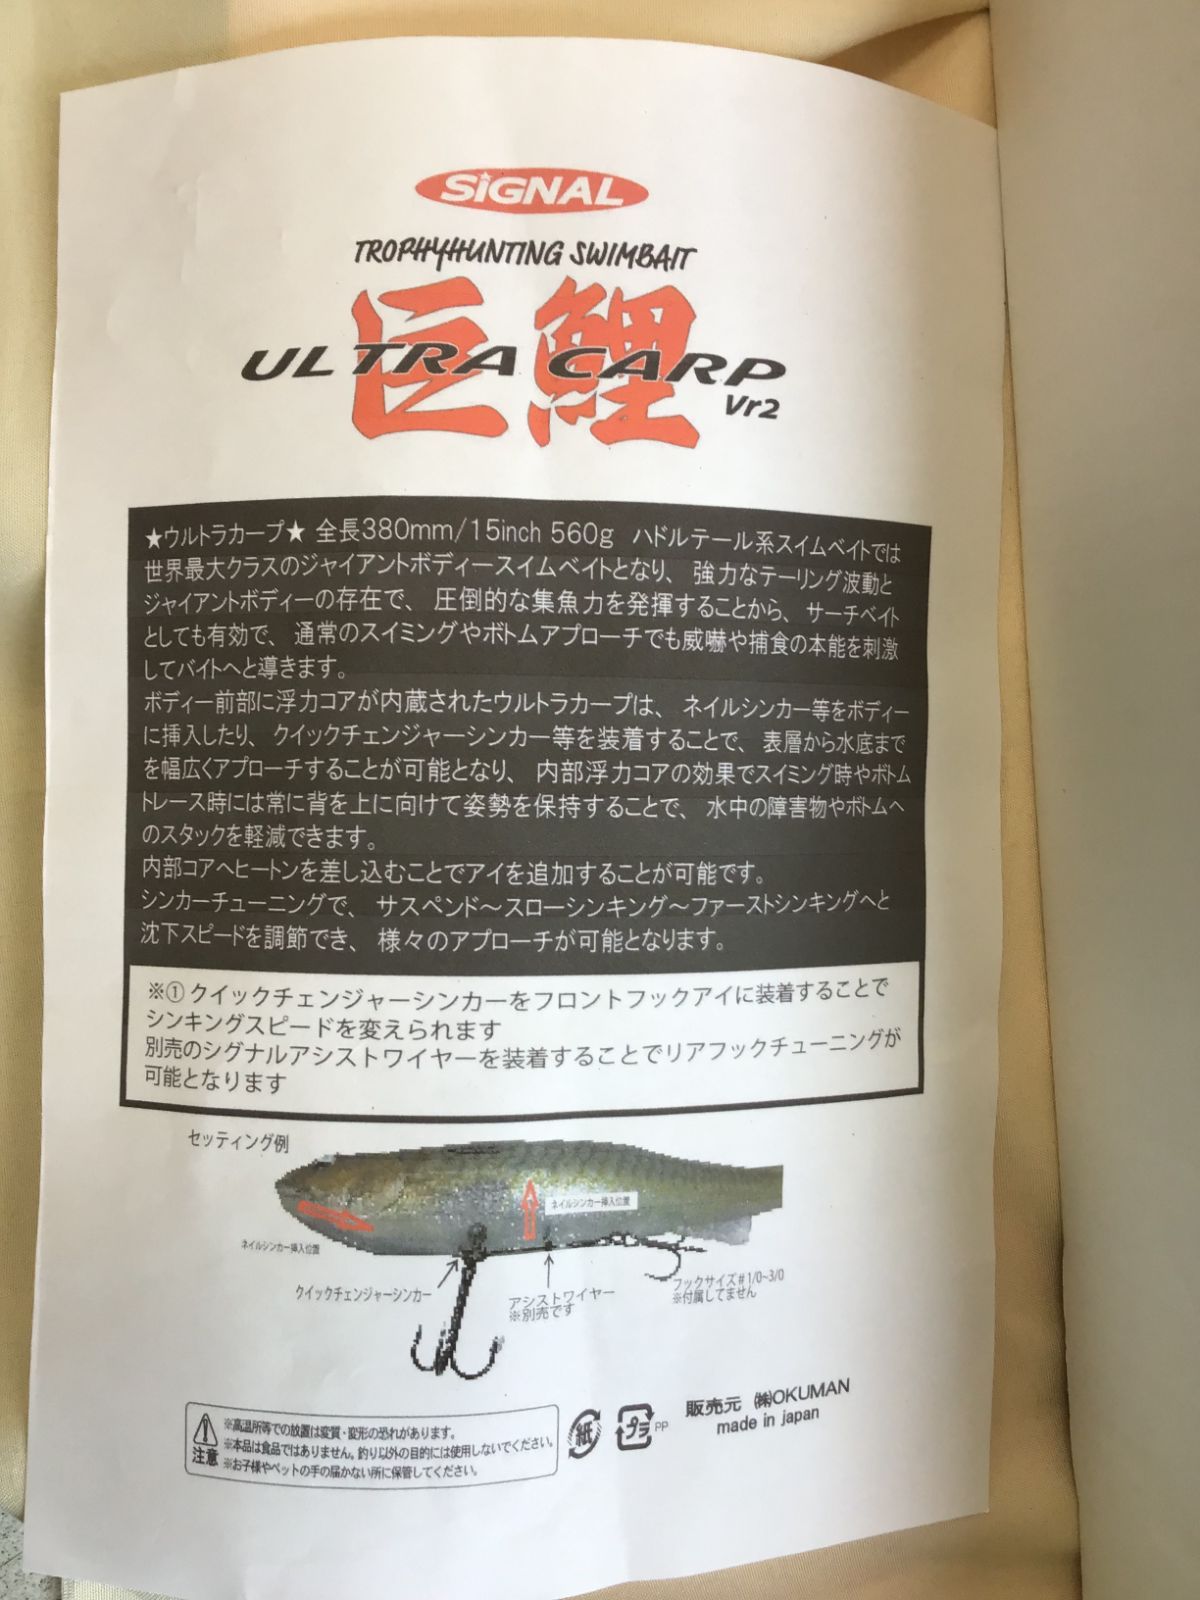 SiGNAL
TROPHYHUNTING SWIMBAIT
巨鯉
ULTRA CARP
Vr2
★ウルトラカープ★ 全長380mm/15inch 560g ハドルテール系スイムベイトでは
世界最大クラスのジャイアントボディースイムベイトとなり、強力なテーリング波動と
ジャイアントボディーの存在で、圧倒的な集魚力を発揮することから、サーチベイト
としても有効で、通常のスイミングやボトムアプローチでも威嚇や捕食の本能を刺激
してバイトへと導きます。
ボディー前部に浮力コアが内蔵されたウルトラカープは、ネイルシンカー等をボディー
に挿入したり、クイックチェンジャーシンカー等を装着することで、表層から水底まで
を幅広くアプローチすることが可能となり、内部浮力コアの効果でスイミング時やボトム
トレース時には常に背を上に向けて姿勢を保持することで、水中の障害物やボトムへ
のスタックを軽減できます。
内部コアへヒートンを差し込むことでアイを追加することが可能です。
シンカーチューニングで、サスペンド～スローシンキング～ファーストシンキングへと
沈下スピードを調節でき、様々のアプローチが可能となります。
※①クイックチェンジャーシンカーをフロントフックアイに装着することで
シンキングスピードを変えられます
別売のシグナルアシストワイヤーを装着することでリアフックチューニングが
可能となります
セッティング例
ネイルシンカー挿入位置
ネイルシンカー挿入位置
クイックチェンジャーシンカー
アシストワイヤー
※別売です
フックサイズ#1/0~3/0
※付属してません
注意
※高温所等での放置は変質・変形の恐れがあります。
※本品は食品ではありません。釣り以外の目的には使用しないでください。
※お子様やペットの手の届かない所に保管してください。
紙
プラ
PP
販売元 ㈱OKUMAN
made in japan